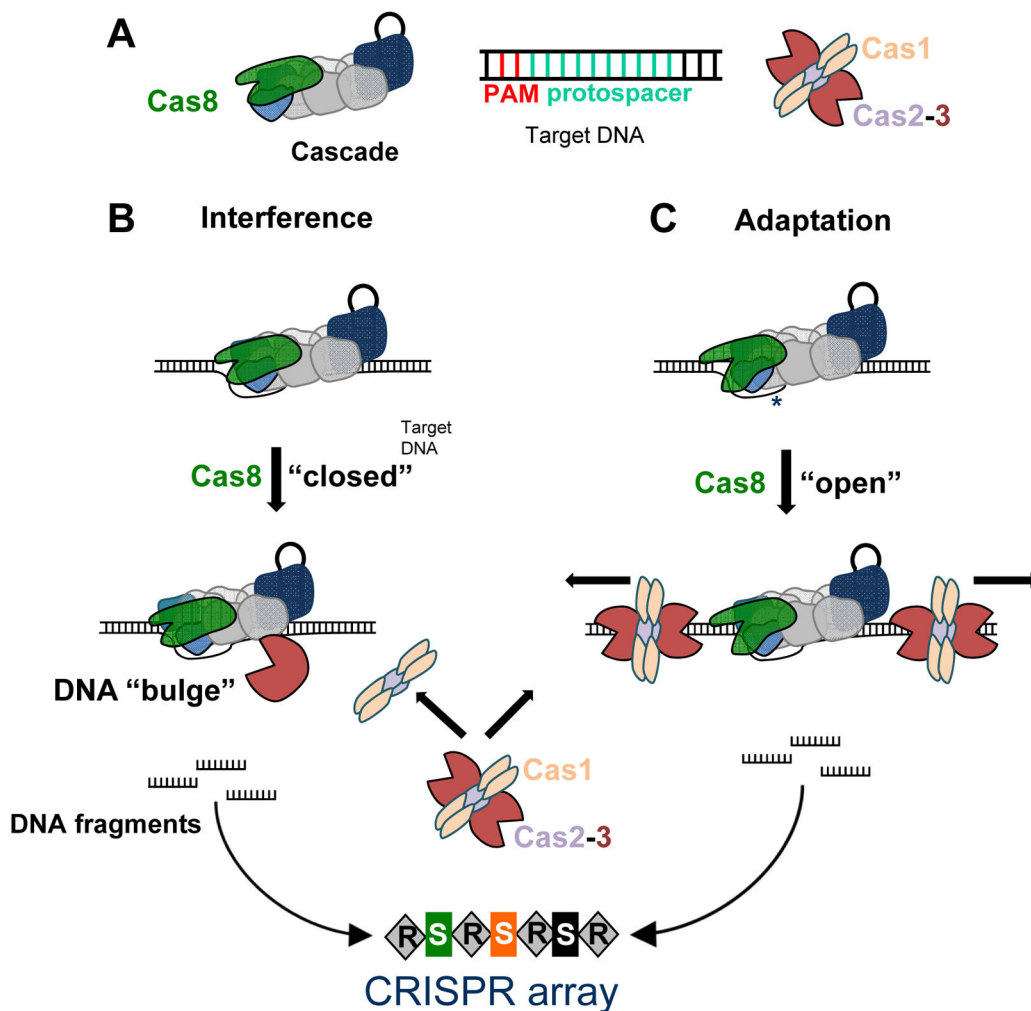 A
Cas8
Cascade
PAM protospacer
Target DNA
Cas1
Cas2-3
B Interference
C Adaptation
*
Target
DNA
Cas8 “closed”
Cas8 “open”
DNA “bulge”
Cas1
Cas2-3
DNA fragments
R S R S R S R
CRISPR array